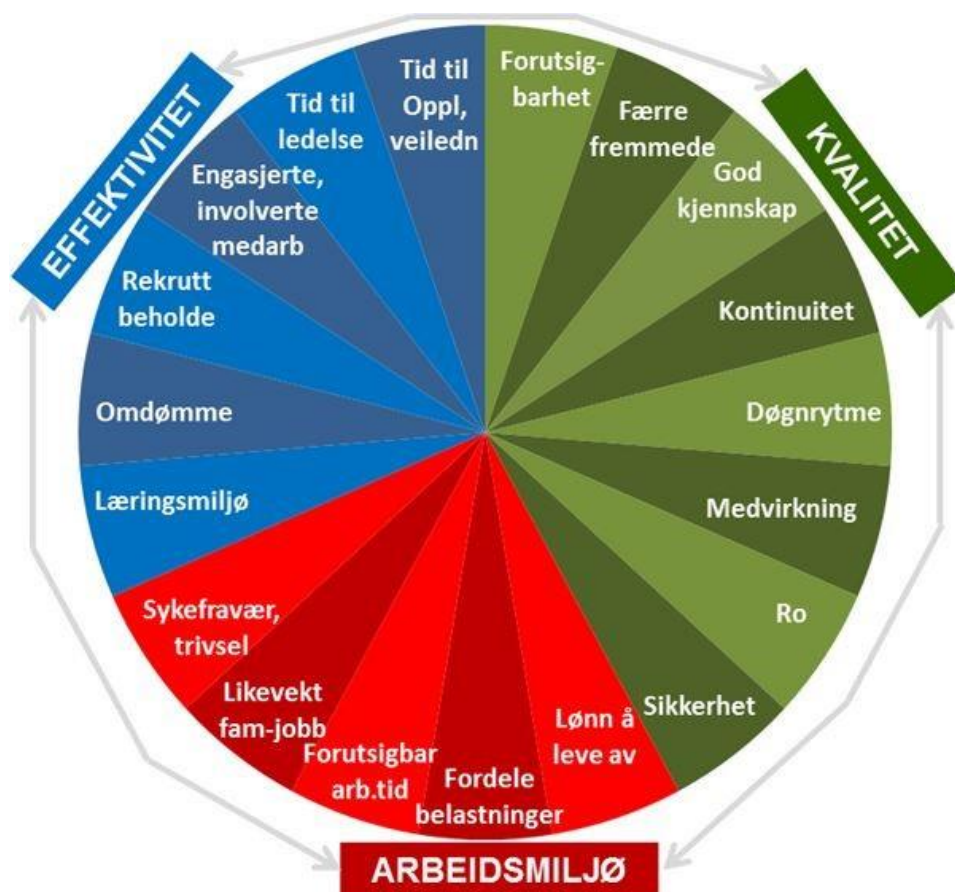 EFFEKTIVITET
KVALITET
ARBEIDSMILJØ
Forutsig-
barhet
Færre
fremmede
God
kjennskap
Kontinuitet
Døgnrytme
Medvirkning
Ro
Sikkerhet
Lønn å
leve av
Fordele
belastninger
Forutsigbar
arb.tid
Likevekt
fam-jobb
Sykefravær,
trivsel
Læringsmiljø
Omdømme
Rekrutt
beholde
Engasjerte,
involverte
medarb
Tid til
ledelse
Tid til
Oppl,
veiledn